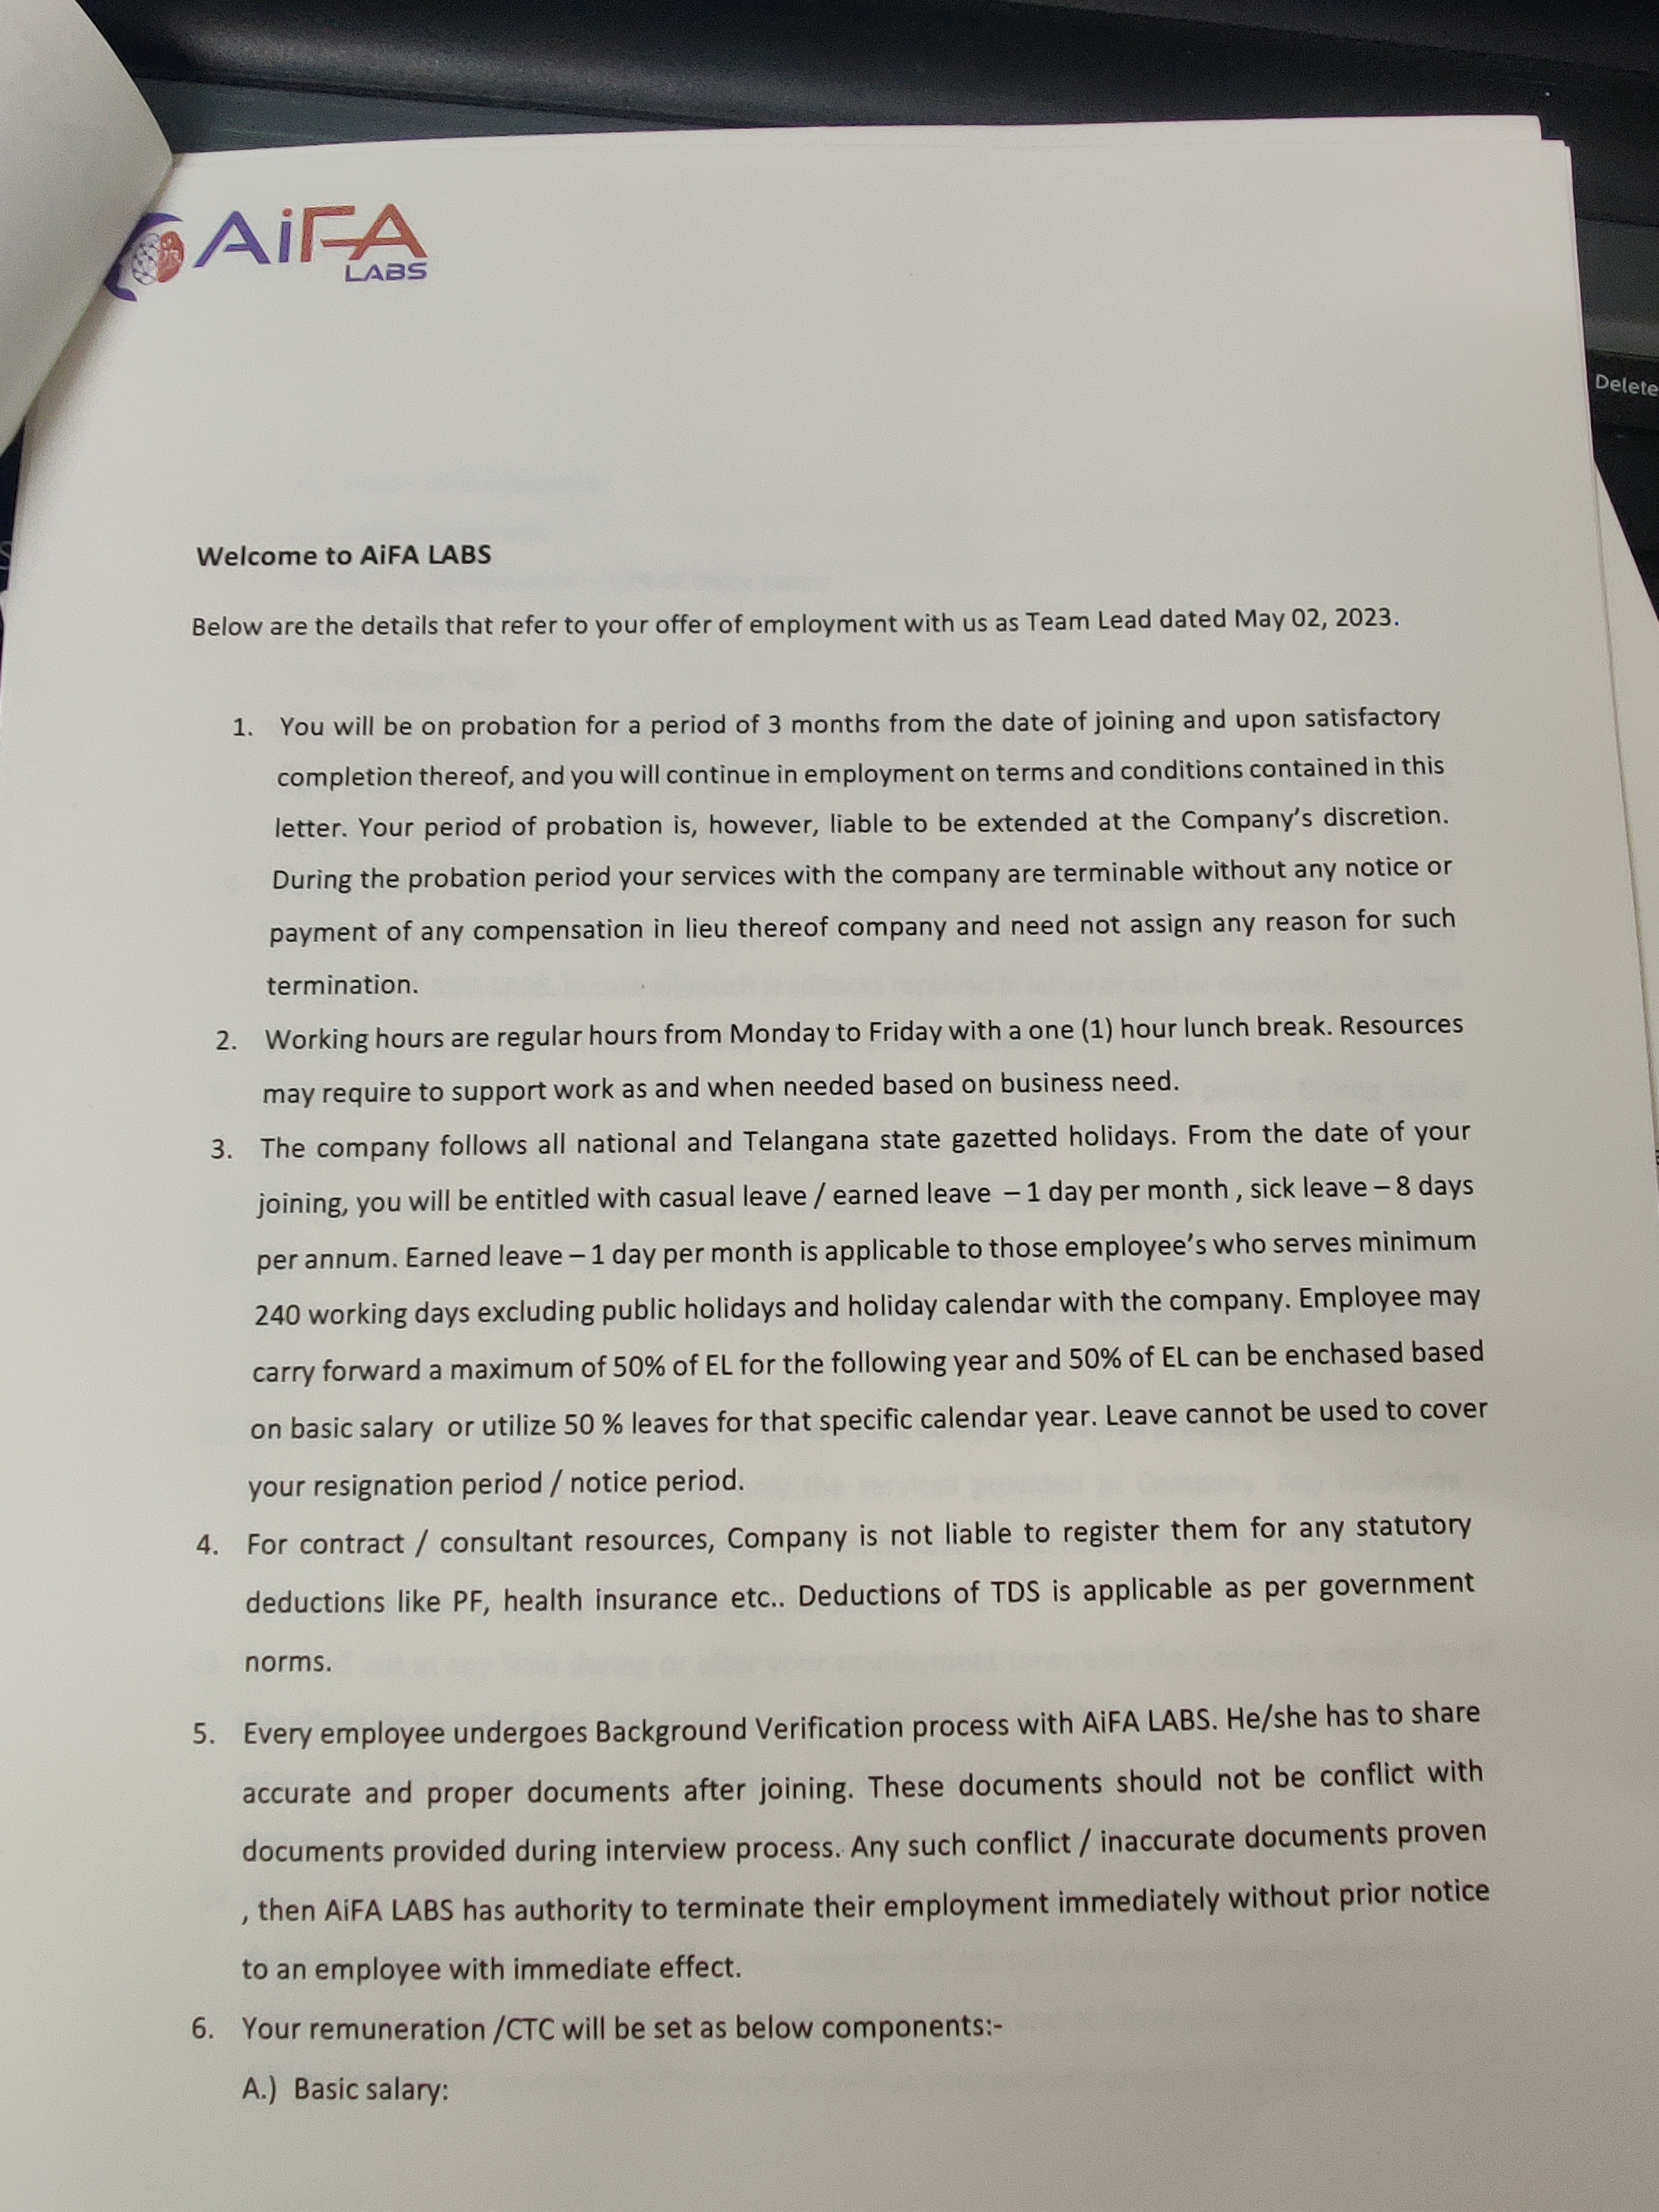 AiFA
LABS
Delete
Welcome to AiFA LABS
Below are the details that refer to your offer of employment with us as Team Lead dated May 02, 2023.
1. You will be on probation for a period of 3 months from the date of joining and upon satisfactory
completion thereof, and you will continue in employment on terms and conditions contained in this
letter. Your period of probation is, however, liable to be extended at the Company's discretion.
During the probation period your services with the company are terminable without any notice or
payment of any compensation in lieu thereof company and need not assign any reason for such
termination.
2. Working hours are regular hours from Monday to Friday with a one (1) hour lunch break. Resources
may require to support work as and when needed based on business need.
3. The company follows all national and Telangana state gazetted holidays. From the date of your
joining, you will be entitled with casual leave / earned leave – 1 day per month , sick leave – 8 days
per annum. Earned leave – 1 day per month is applicable to those employee's who serves minimum
240 working days excluding public holidays and holiday calendar with the company. Employee may
carry forward a maximum of 50% of EL for the following year and 50% of EL can be enchased based
on basic salary or utilize 50 % leaves for that specific calendar year. Leave cannot be used to cover
your resignation period / notice period.
4. For contract / consultant resources, Company is not liable to register them for any statutory
deductions like PF, health insurance etc.. Deductions of TDS is applicable as per government
norms.
5. Every employee undergoes Background Verification process with AiFA LABS. He/she has to share
accurate and proper documents after joining. These documents should not be conflict with
documents provided during interview process. Any such conflict / inaccurate documents proven
, then AiFA LABS has authority to terminate their employment immediately without prior notice
to an employee with immediate effect.
6. Your remuneration /CTC will be set as below components:-
A.) Basic salary: